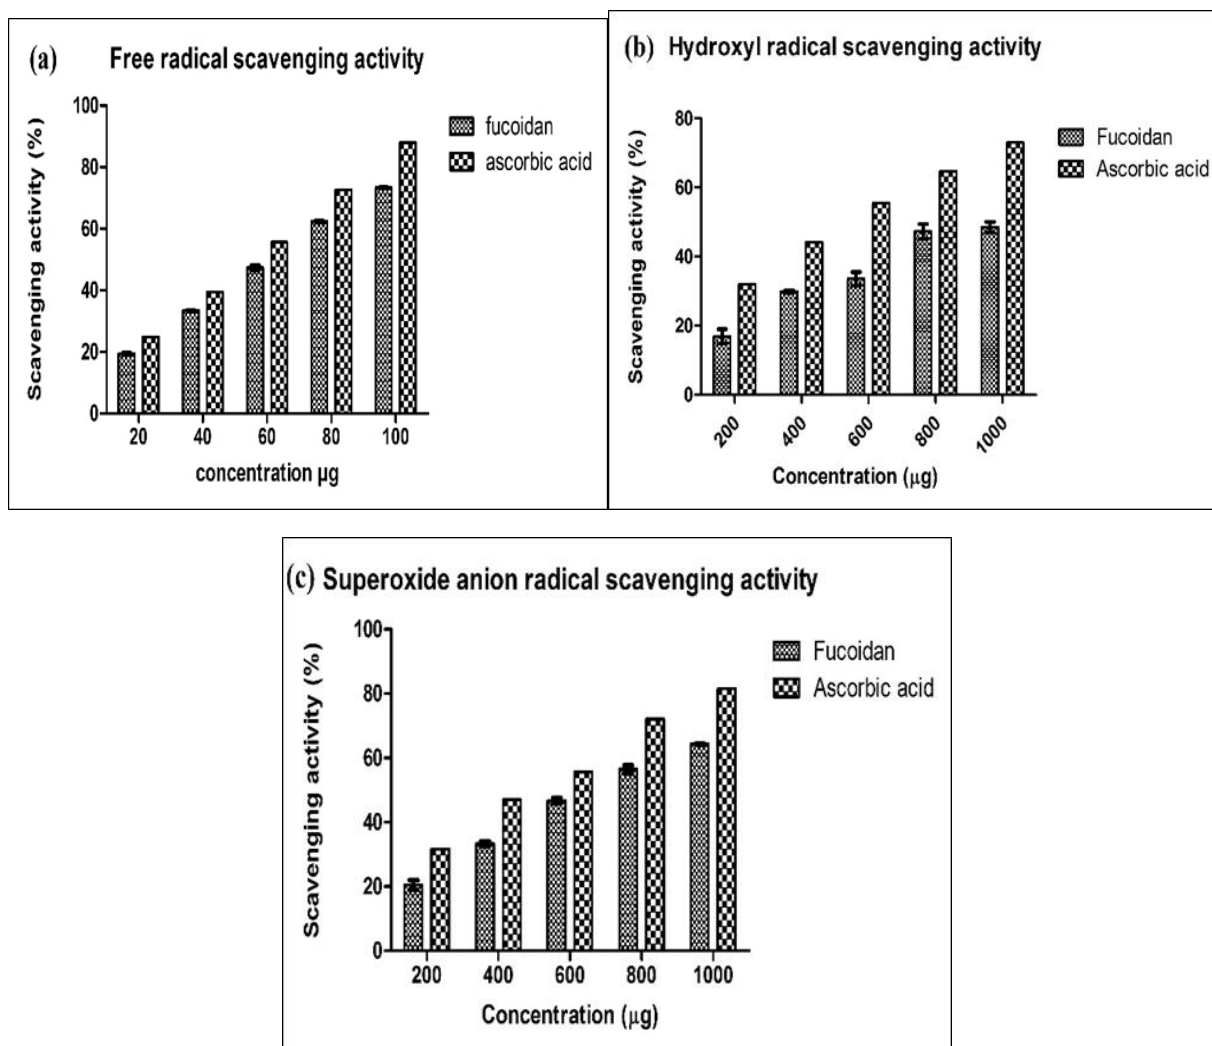 (a) Free radical scavenging activity
Scavenging activity (%)
100
80
60
40
20
0
20 40 60 80 100
concentration µg
fucoidan
ascorbic acid
(b) Hydroxyl radical scavenging activity
Scavenging activity (%)
80
60
40
20
0
200 400 600 800 1000
Concentration (µg)
Fucoidan
Ascorbic acid
(c) Superoxide anion radical scavenging activity
Scavenging activity (%)
100
80
60
40
20
0
200 400 600 800 1000
Concentration (µg)
Fucoidan
Ascorbic acid